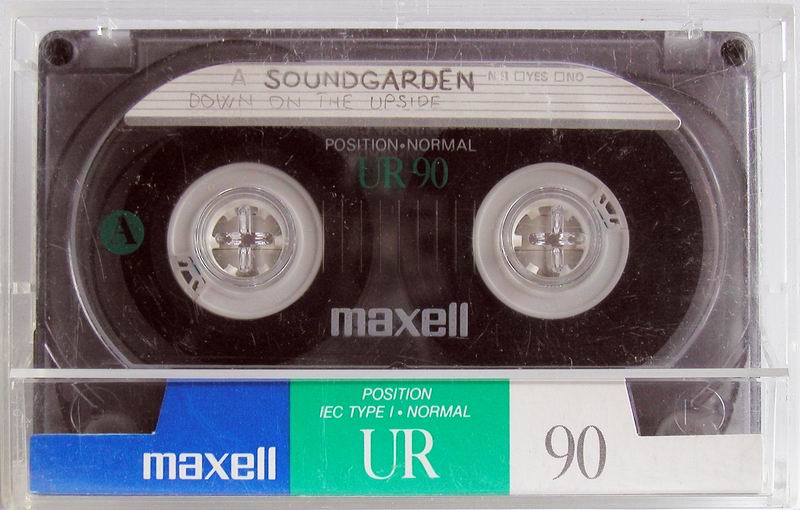 A SOUNDGARDEN N.R □YES □NO
DOWN ON THE UPSIDE
POSITION•NORMAL
UR 90
A
maxell
POSITION
IEC TYPE I • NORMAL
maxell UR 90